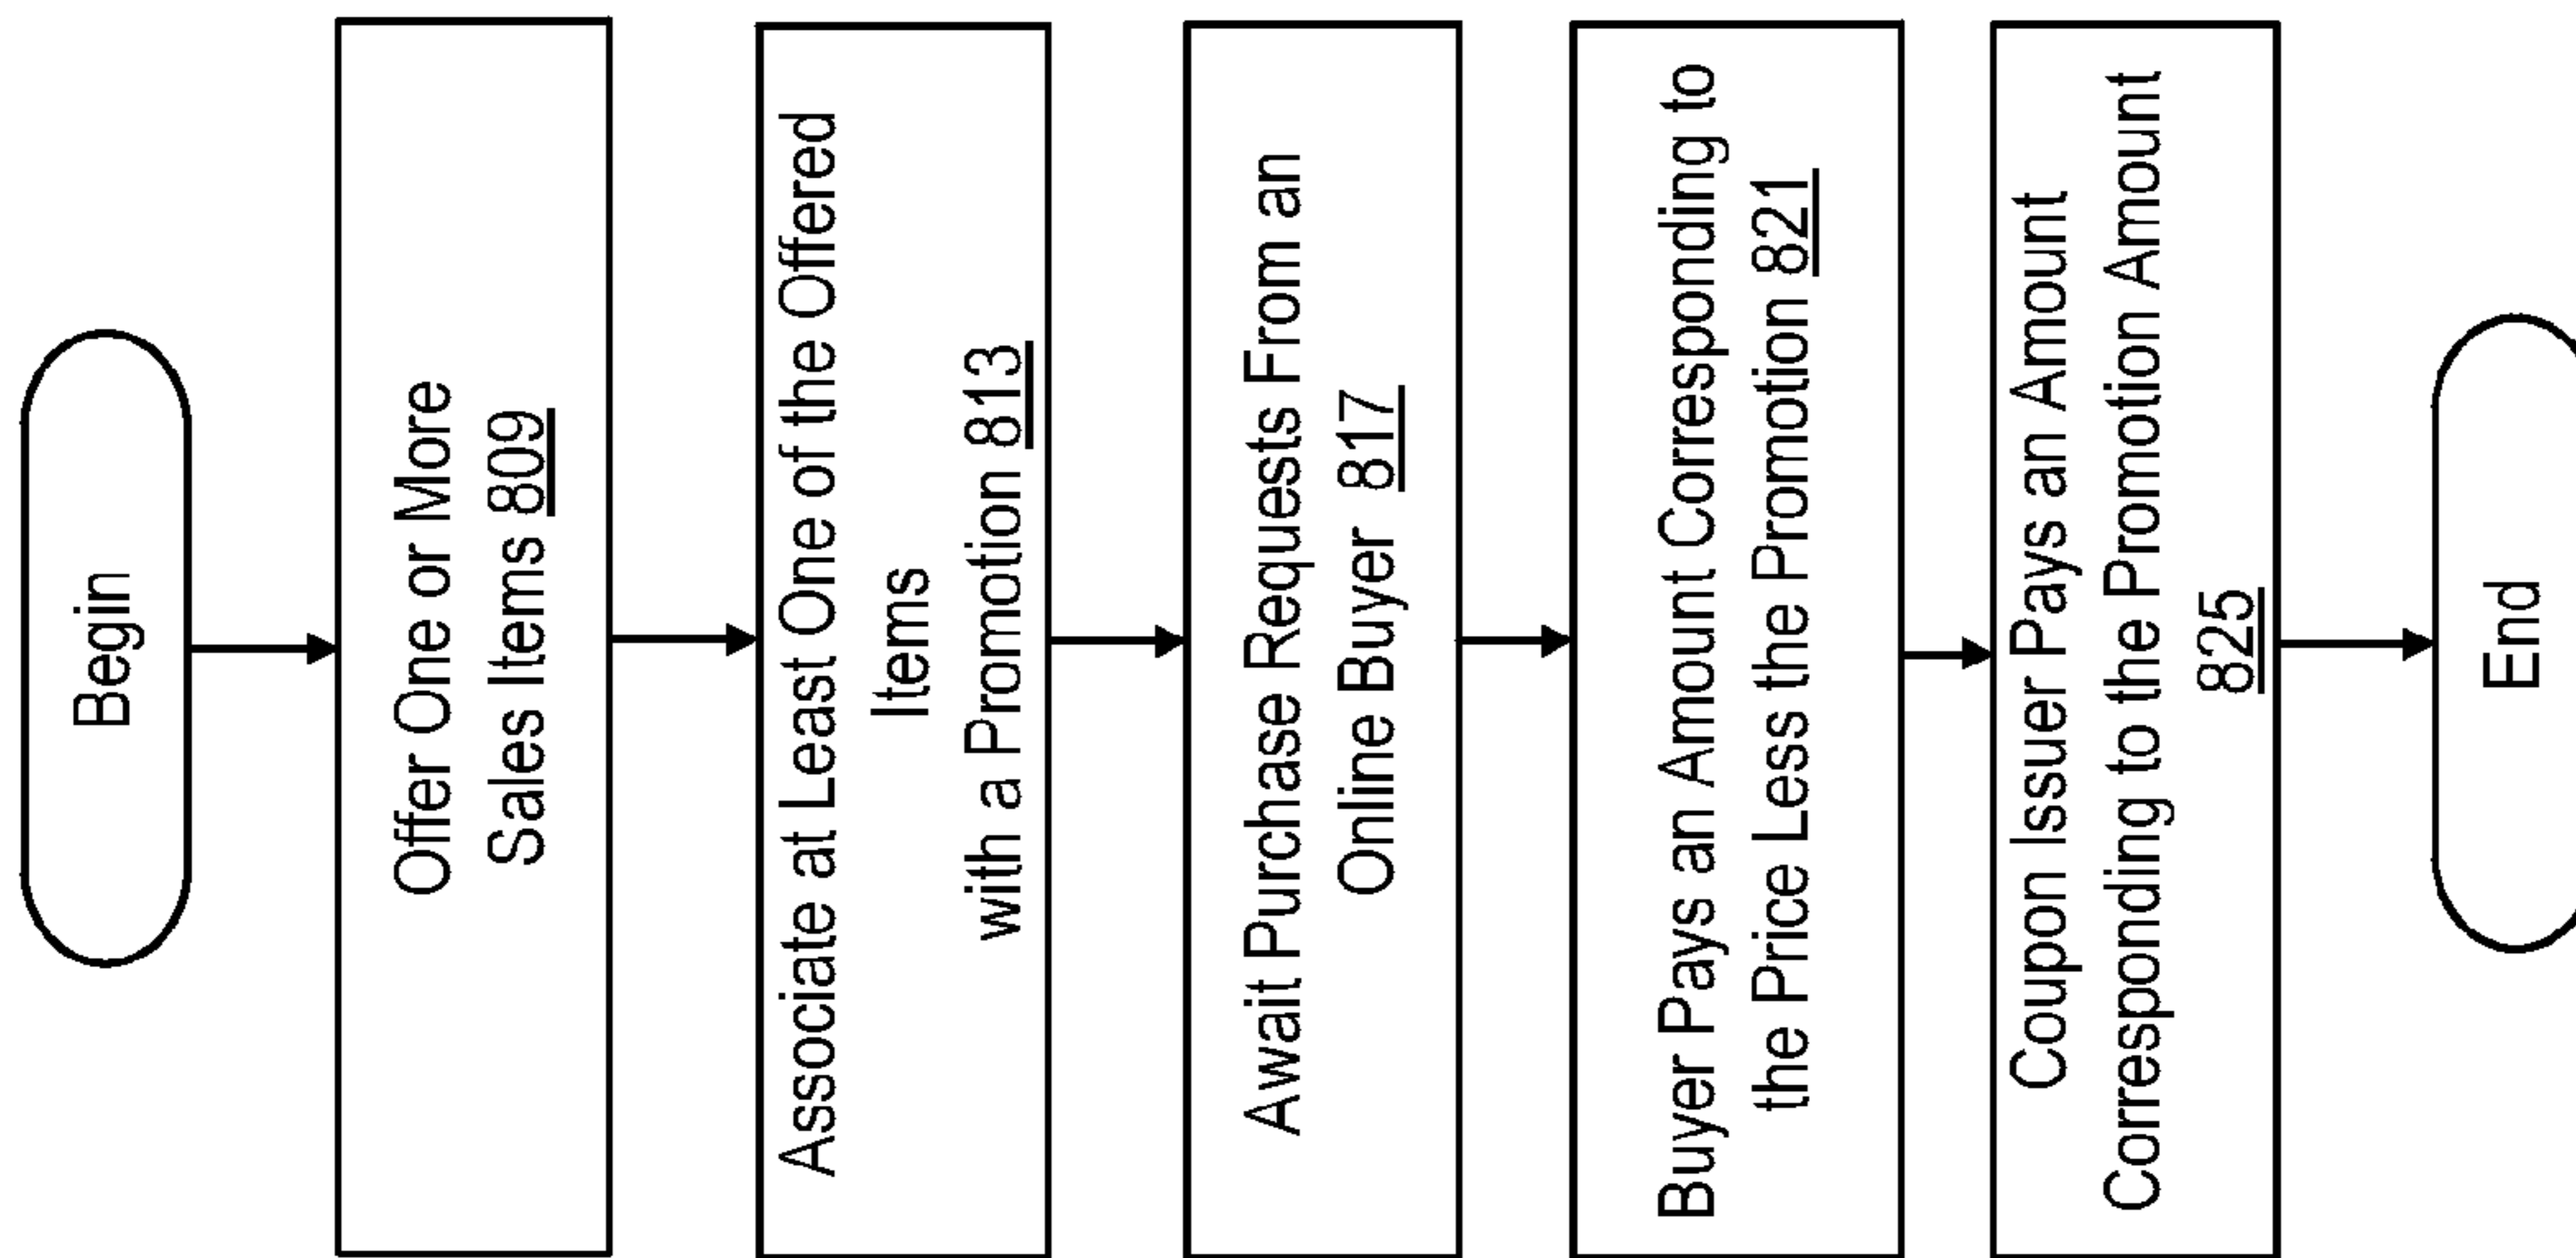 Begin
Offer One or More
Sales Items 809
Associate at Least One of the Offered
Items
with a Promotion 813
Await Purchase Requests From an
Online Buyer 817
Buyer Pays an Amount Corresponding to
the Price Less the Promotion 821
Coupon Issuer Pays an Amount
Corresponding to the Promotion Amount
825
End